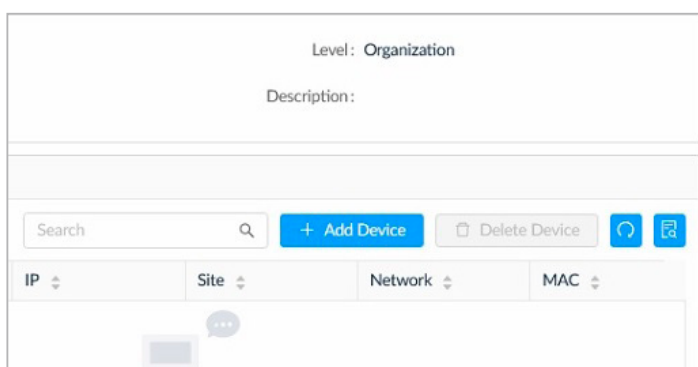 Level: Organization
Description:
Search + Add Device Delete Device
IP Site Network MAC